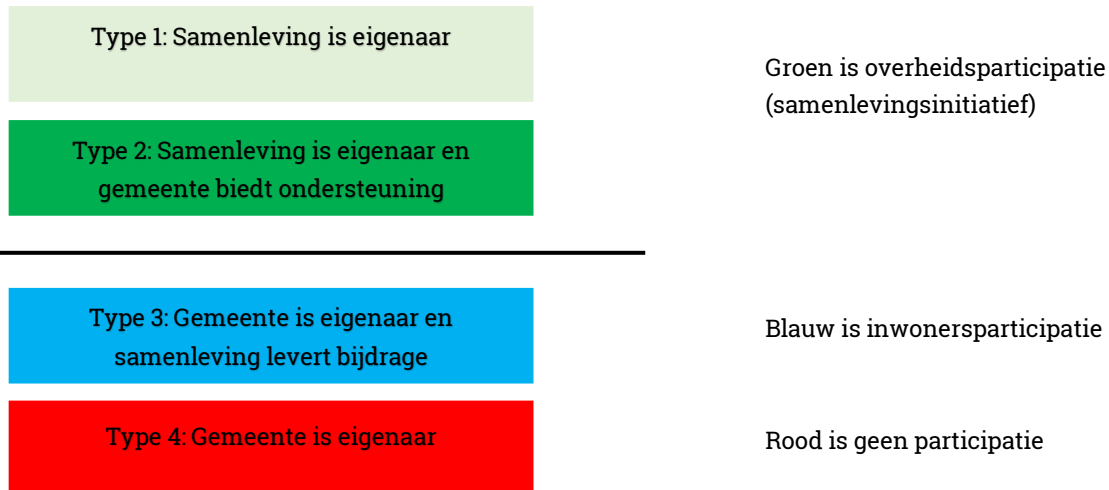 Type 1: Samenleving is eigenaar
Groen is overheidsparticipatie
(samenlevingsinitiatief)
Type 2: Samenleving is eigenaar en
gemeente biedt ondersteuning
Type 3: Gemeente is eigenaar en
samenleving levert bijdrage
Blauw is inwonersparticipatie
Type 4: Gemeente is eigenaar
Rood is geen participatie